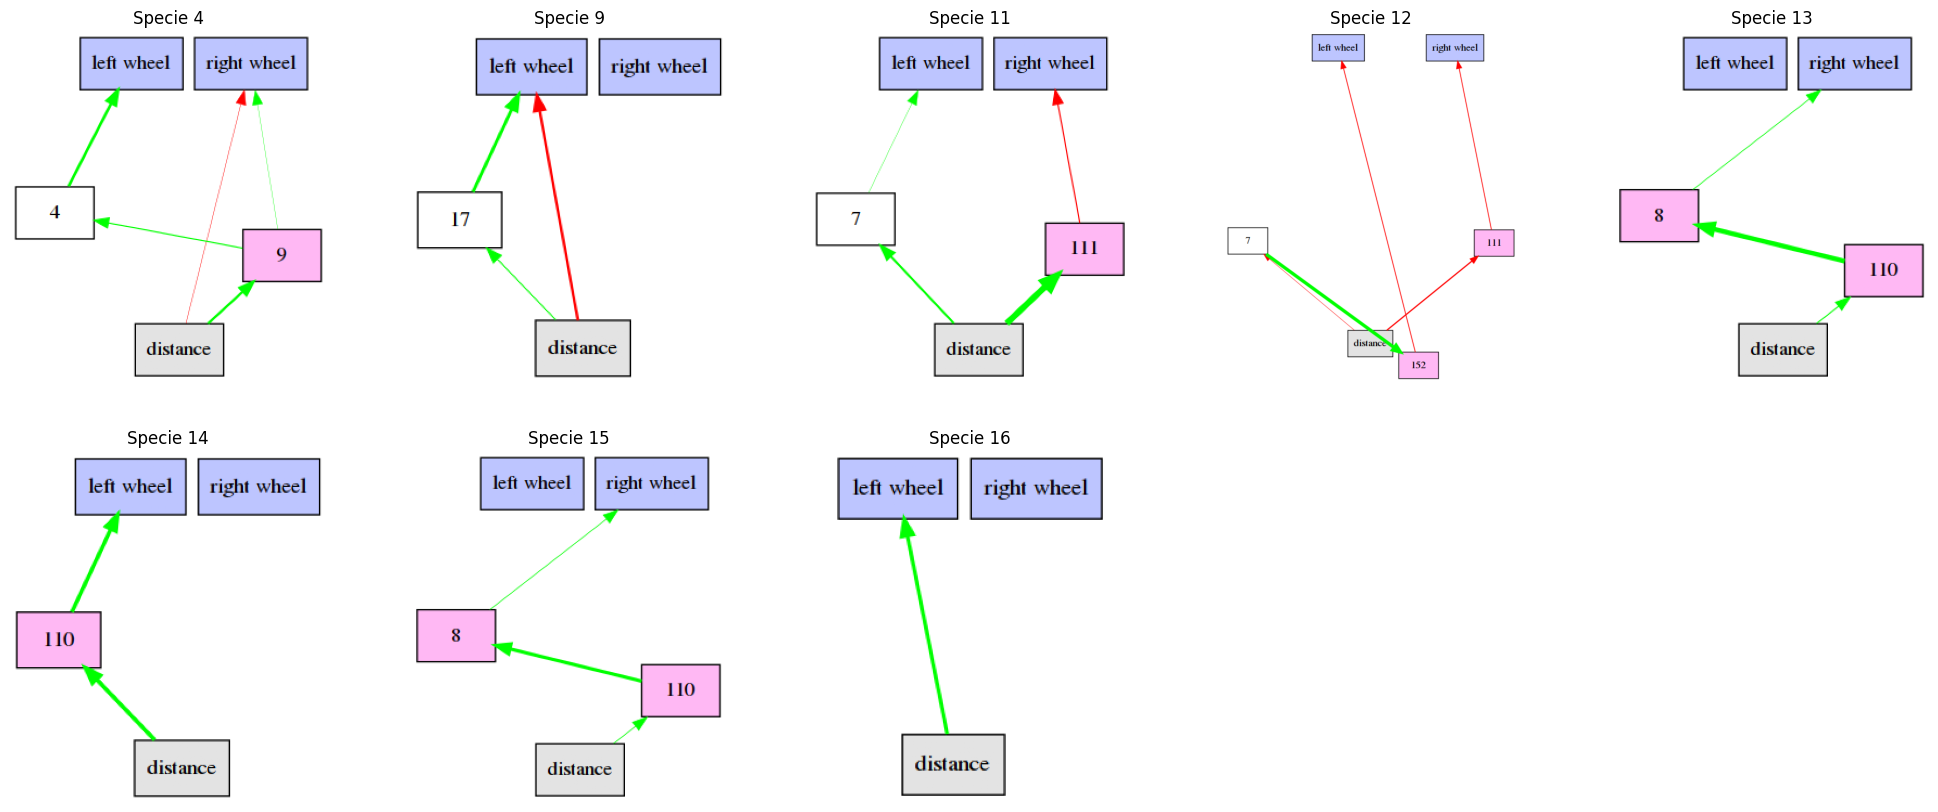 Specie 4
left wheel
right wheel
4
9
distance
Specie 9
left wheel
right wheel
17
distance
Specie 11
left wheel
right wheel
7
111
distance
Specie 12
left wheel
right wheel
7
111
distance
152
Specie 13
left wheel
right wheel
8
110
distance
Specie 14
left wheel
right wheel
110
distance
Specie 15
left wheel
right wheel
8
110
distance
Specie 16
left wheel
right wheel
distance